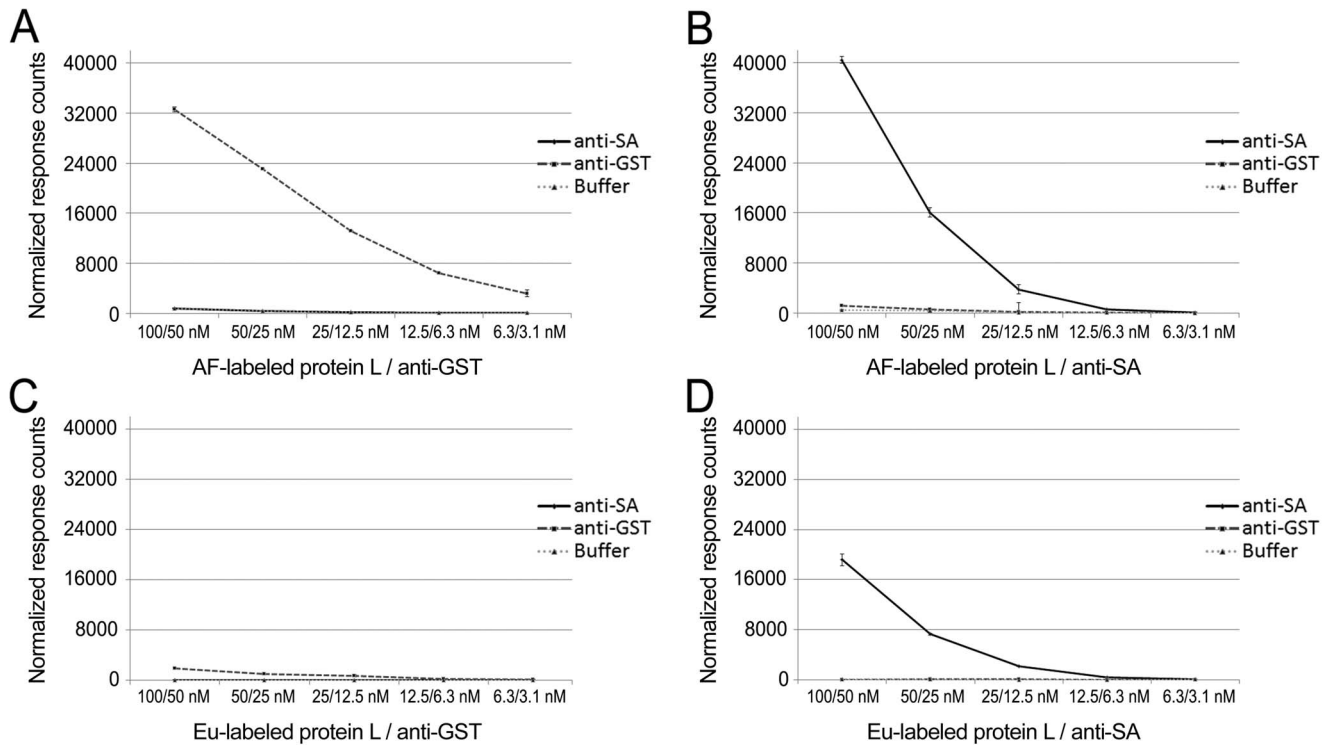 A
Normalized response counts
40000
32000
24000
16000
8000
0
100/50 nM 50/25 nM 25/12.5 nM 12.5/6.3 nM 6.3/3.1 nM
AF-labeled protein L / anti-GST
anti-SA
anti-GST
Buffer
B
Normalized response counts
40000
32000
24000
16000
8000
0
100/50 nM 50/25 nM 25/12.5 nM 12.5/6.3 nM 6.3/3.1 nM
AF-labeled protein L / anti-SA
anti-SA
anti-GST
Buffer
C
Normalized response counts
40000
32000
24000
16000
8000
0
100/50 nM 50/25 nM 25/12.5 nM 12.5/6.3 nM 6.3/3.1 nM
Eu-labeled protein L / anti-GST
anti-SA
anti-GST
Buffer
D
Normalized response counts
40000
32000
24000
16000
8000
0
100/50 nM 50/25 nM 25/12.5 nM 12.5/6.3 nM 6.3/3.1 nM
Eu-labeled protein L / anti-SA
anti-SA
anti-GST
Buffer